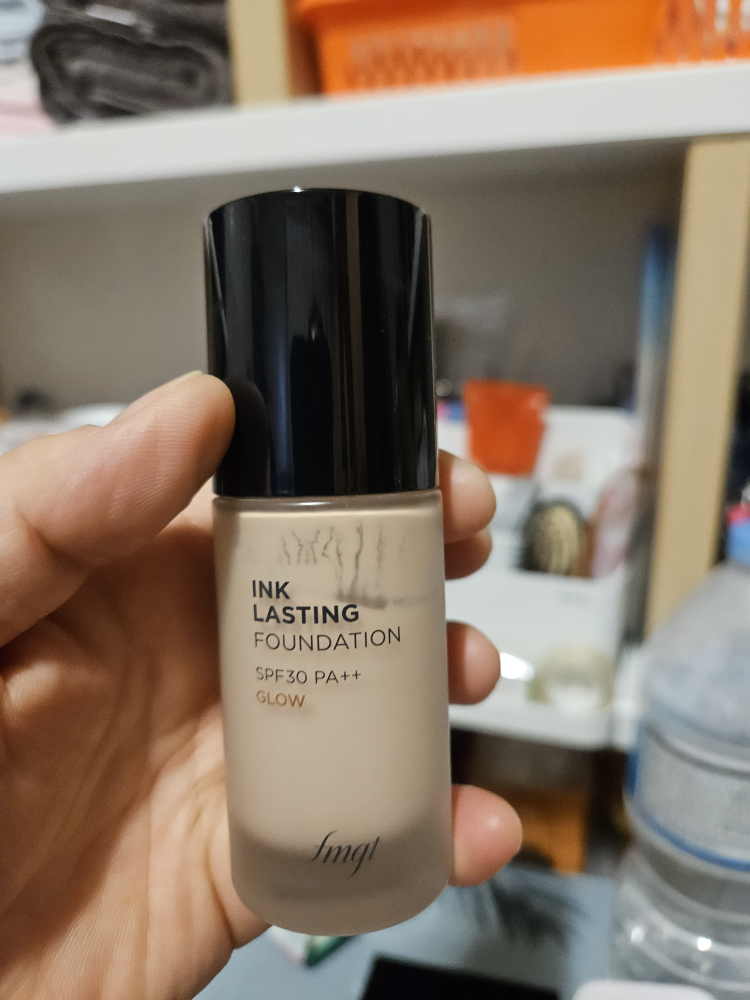 INK
LASTING
FOUNDATION
SPF30 PA++
GLOW
fmgt